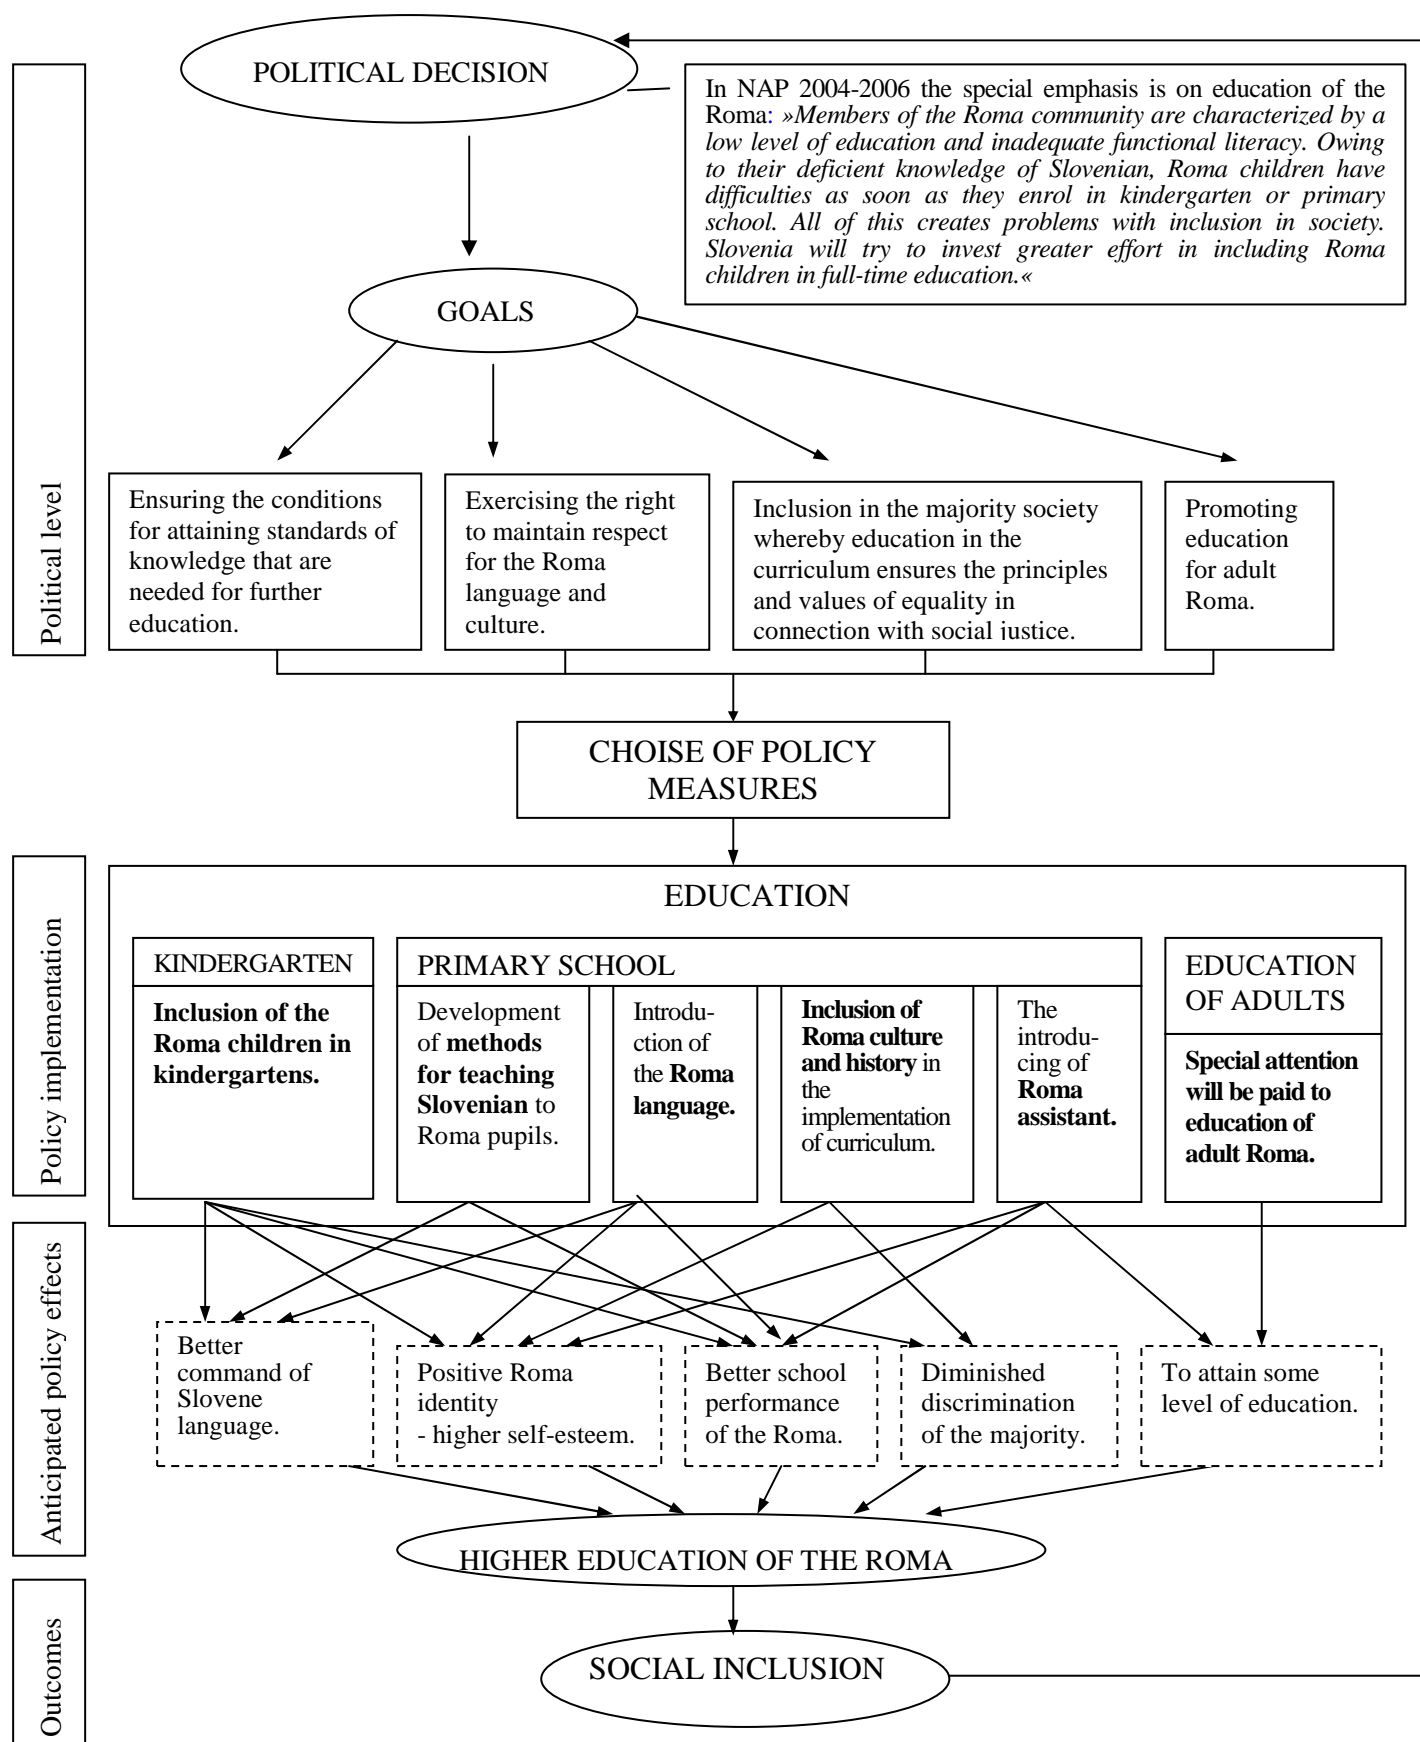 POLITICAL DECISION
In NAP 2004-2006 the special emphasis is on education of the
Roma: »Members of the Roma community are characterized by a
low level of education and inadequate functional literacy. Owing
to their deficient knowledge of Slovenian, Roma children have
difficulties as soon as they enrol in kindergarten or primary
school. All of this creates problems with inclusion in society.
Slovenia will try to invest greater effort in including Roma
children in full-time education.«
GOALS
Political level
Ensuring the conditions
for attaining standards of
knowledge that are
needed for further
education.
Exercising the right
to maintain respect
for the Roma
language and
culture.
Inclusion in the majority society
whereby education in the
curriculum ensures the principles
and values of equality in
connection with social justice.
Promoting
education
for adult
Roma.
CHOISE OF POLICY
MEASURES
Policy implementation
EDUCATION
KINDERGARTEN
Inclusion of the
Roma children in
kindergartens.
PRIMARY SCHOOL
Development
of methods
for teaching
Slovenian to
Roma pupils.
Introdu-
ction of
the Roma
language.
Inclusion of
Roma culture
and history in
the
implementation
of curriculum.
The
introdu-
cing of
Roma
assistant.
EDUCATION
OF ADULTS
Special attention
will be paid to
education of
adult Roma.
Anticipated policy effects
Better
command of
Slovene
language.
Positive Roma
identity
- higher self-esteem.
Better school
performance
of the Roma.
Diminished
discrimination
of the majority.
To attain some
level of education.
HIGHER EDUCATION OF THE ROMA
Outcomes
SOCIAL INCLUSION